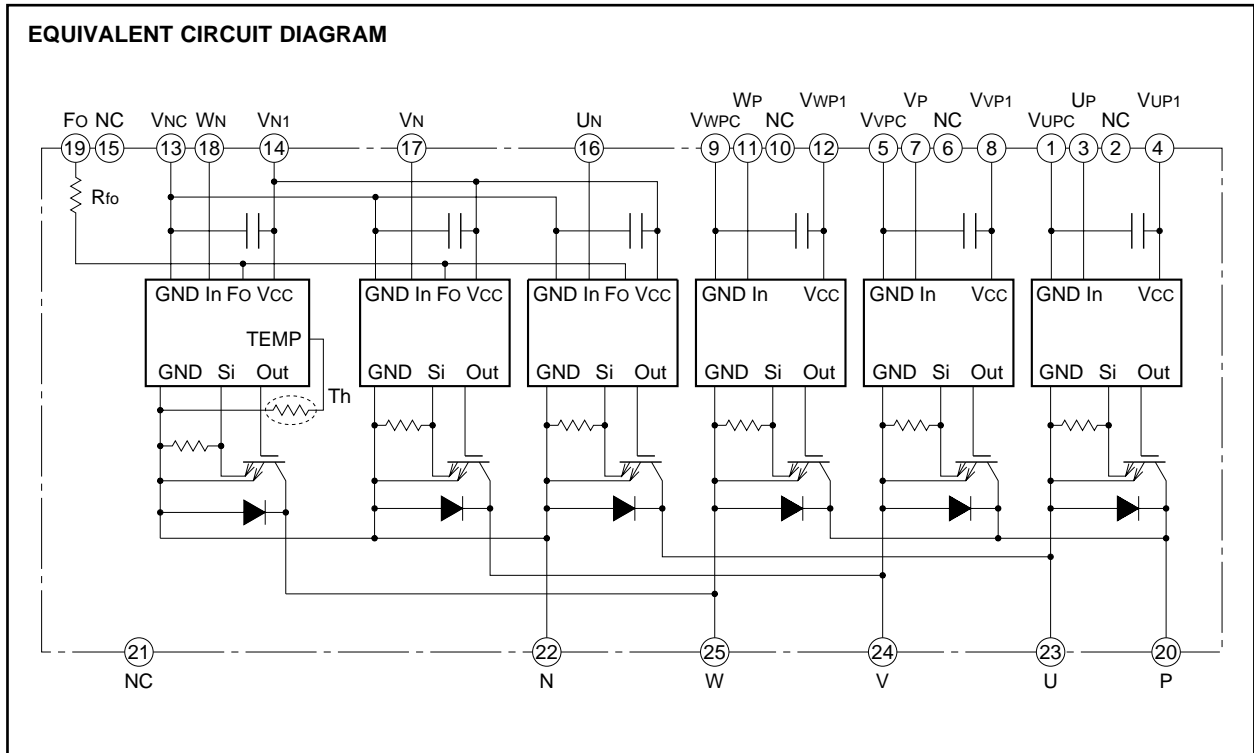 EQUIVALENT CIRCUIT DIAGRAM
WP VWP1 VP VVP1 UP VUP1
FO NC VNC WN VN1 VN UN VWPC NC VVPC NC VUPC NC
19 15 13 18 14 17 16 9 11 10 12 5 7 6 8 1 3 2 4
Rfo
GND In FO VCC GND In FO VCC GND In FO VCC GND In VCC GND In VCC GND In VCC
TEMP
GND Si Out GND Si Out GND Si Out GND Si Out GND Si Out GND Si Out
Th
21 22 25 24 23 20
NC N W V U P